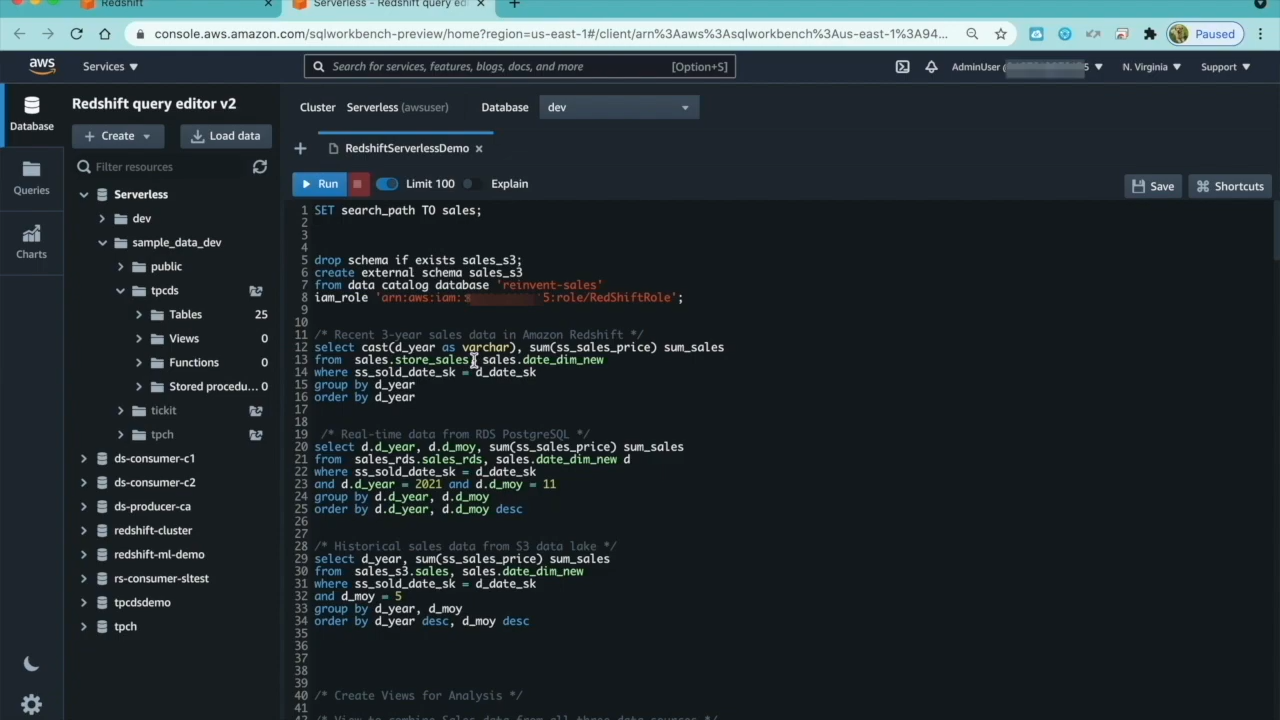 Redshift
Serverless - Redshift query editor
console.aws.amazon.com/sqlworkbench-preview/home?region=us-east-1#/client/arn%3Aaws%3Asqlworkbench%3Aus-east-1%3A94...
Paused
aws
Services
Search for services, features, blogs, docs, and more
[Option+S]
AdminUser
5
N. Virginia
Support
Database
Queries
Charts
Redshift query editor v2
Create
Load data
Filter resources
Serverless
dev
sample_data_dev
public
tpcds
Tables 25
Views 0
Functions 0
Stored procedu... 0
tickit
tpch
ds-consumer-c1
ds-consumer-c2
ds-producer-ca
redshift-cluster
redshift-ml-demo
rs-consumer-sltest
tpcdsdemo
tpch
Cluster Serverless (awsuser) Database dev
RedshiftServerlessDemo
Run Limit 100 Explain Save Shortcuts
1 SET search_path TO sales;
2
3
4
5 drop schema if exists sales_s3;
6 create external schema sales_s3
7 from data catalog database 'reinvent-sales'
8 iam_role 'arn:aws:iam: 5:role/RedShiftRole';
9
10
11 /* Recent 3-year sales data in Amazon Redshift */
12 select cast(d_year as varchar), sum(ss_sales_price) sum_sales
13 from sales.store_sales, sales.date_dim_new
14 where ss_sold_date_sk = d_date_sk
15 group by d_year
16 order by d_year
17
18
19 /* Real-time data from RDS PostgreSQL */
20 select d.d_year, d.d_moy, sum(ss_sales_price) sum_sales
21 from sales_rds.sales_rds, sales.date_dim_new d
22 where ss_sold_date_sk = d_date_sk
23 and d.d_year = 2021 and d.d_moy = 11
24 group by d.d_year, d.d_moy
25 order by d.d_year, d.d_moy desc
26
27
28 /* Historical sales data from S3 data lake */
29 select d_year, sum(ss_sales_price) sum_sales
30 from sales_s3.sales, sales.date_dim_new
31 where ss_sold_date_sk = d_date_sk
32 and d_moy = 5
33 group by d_year, d_moy
34 order by d_year desc, d_moy desc
35
36
37
38
39
40 /* Create Views for Analysis */
41
42 /* View to combine Sales data from all three data sources */